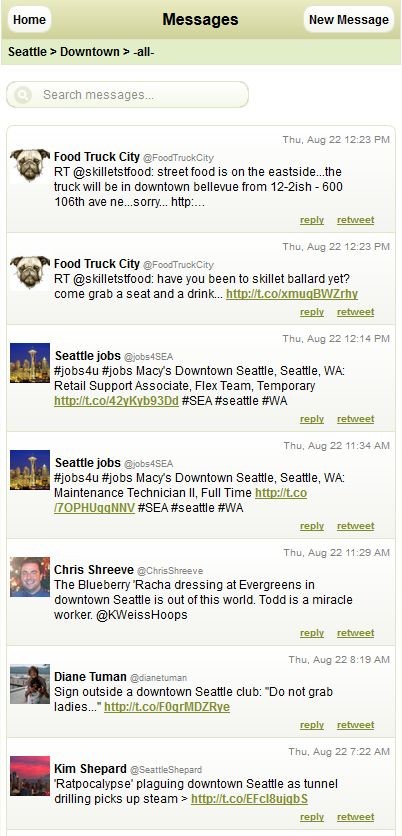 Home
Messages
New Message
Seattle > Downtown > -all-
Search messages...
Thu, Aug 22 12:23 PM
Food Truck City @FoodTruckCity
RT @skilletstfood: street food is on the eastside...the
truck will be in downtown bellevue from 12-2ish - 600
106th ave ne...sorry... http:...
reply retweet
Thu, Aug 22 12:23 PM
Food Truck City @FoodTruckCity
RT @skilletstfood: have you been to skillet ballard yet?
come grab a seat and a drink... http://t.co/xmuqBWZrhy
reply retweet
Thu, Aug 22 12:14 PM
Seattle jobs @jobs4SEA
#jobs4u #jobs Macy's Downtown Seattle, Seattle, WA:
Retail Support Associate, Flex Team, Temporary
http://t.co/42yKyb93Dd #SEA #seattle #WA
reply retweet
Thu, Aug 22 11:34 AM
Seattle jobs @jobs4SEA
#jobs4u #jobs Macy's Downtown Seattle, Seattle, WA:
Maintenance Technician II, Full Time http://t.co
/7OPHUqqNNV #SEA #seattle #WA
reply retweet
Thu, Aug 22 11:29 AM
Chris Shreeve @ChrisShreeve
The Blueberry 'Racha dressing at Evergreens in
downtown Seattle is out of this world. Todd is a miracle
worker. @KWeissHoops
reply retweet
Thu, Aug 22 8:19 AM
Diane Tuman @dianetuman
Sign outside a downtown Seattle club: "Do not grab
ladies..." http://t.co/F0qrMDZRye
reply retweet
Thu, Aug 22 7:22 AM
Kim Shepard @SeattleShepard
'Ratpocalypse' plaguing downtown Seattle as tunnel
drilling picks up steam > http://t.co/EFcl8ujqbS
reply retweet